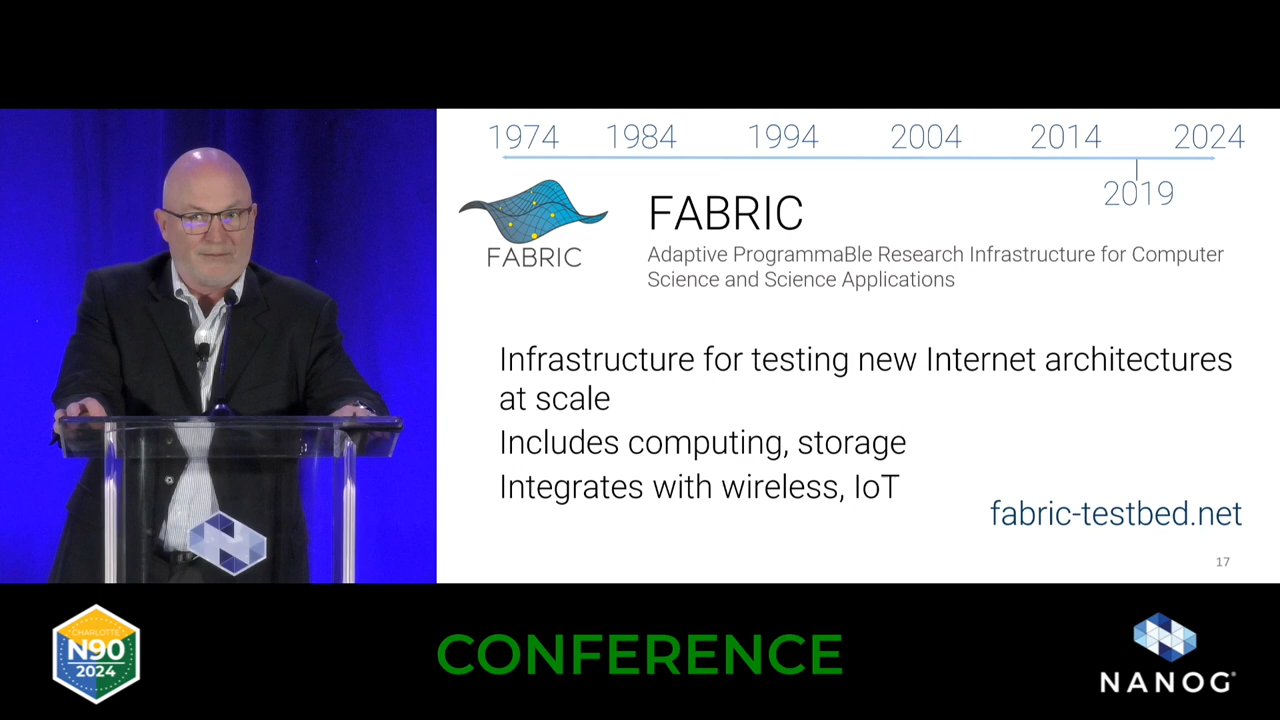 1974 1984 1994 2004 2014 2024
2019
FABRIC
FABRIC
Adaptive ProgrammaBle Research Infrastructure for Computer
Science and Science Applications
Infrastructure for testing new Internet architectures
at scale
Includes computing, storage
Integrates with wireless, IoT
fabric-testbed.net
17
CHARLOTTE
N90
2024
CONFERENCE
NANOG